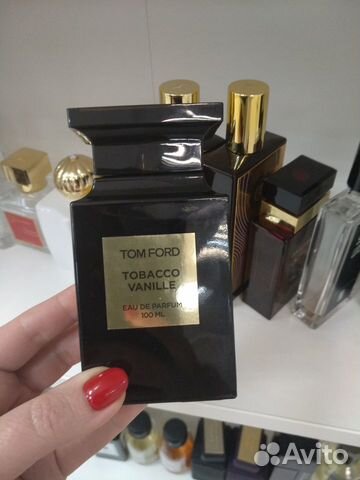 TOM FORD
TOBACCO
VANILLE
EAU DE PARFUM
100 ML
Avito